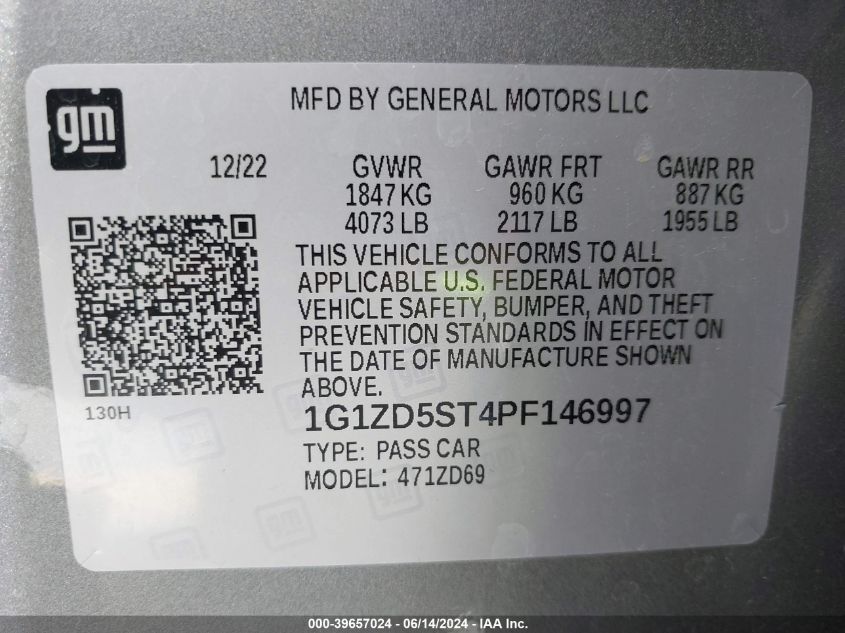 gm
MFD BY GENERAL MOTORS LLC
12/22 GVWR GAWR FRT GAWR RR
1847 KG 960 KG 887 KG
4073 LB 2117 LB 1955 LB
THIS VEHICLE CONFORMS TO ALL
APPLICABLE U.S. FEDERAL MOTOR
VEHICLE SAFETY, BUMPER, AND THEFT
PREVENTION STANDARDS IN EFFECT ON
THE DATE OF MANUFACTURE SHOWN
ABOVE.
130H
1G1ZD5ST4PF146997
TYPE: PASS CAR
MODEL: 471ZD69
gm
gm
gm
000-39657024 - 06/14/2024 - IAA Inc.